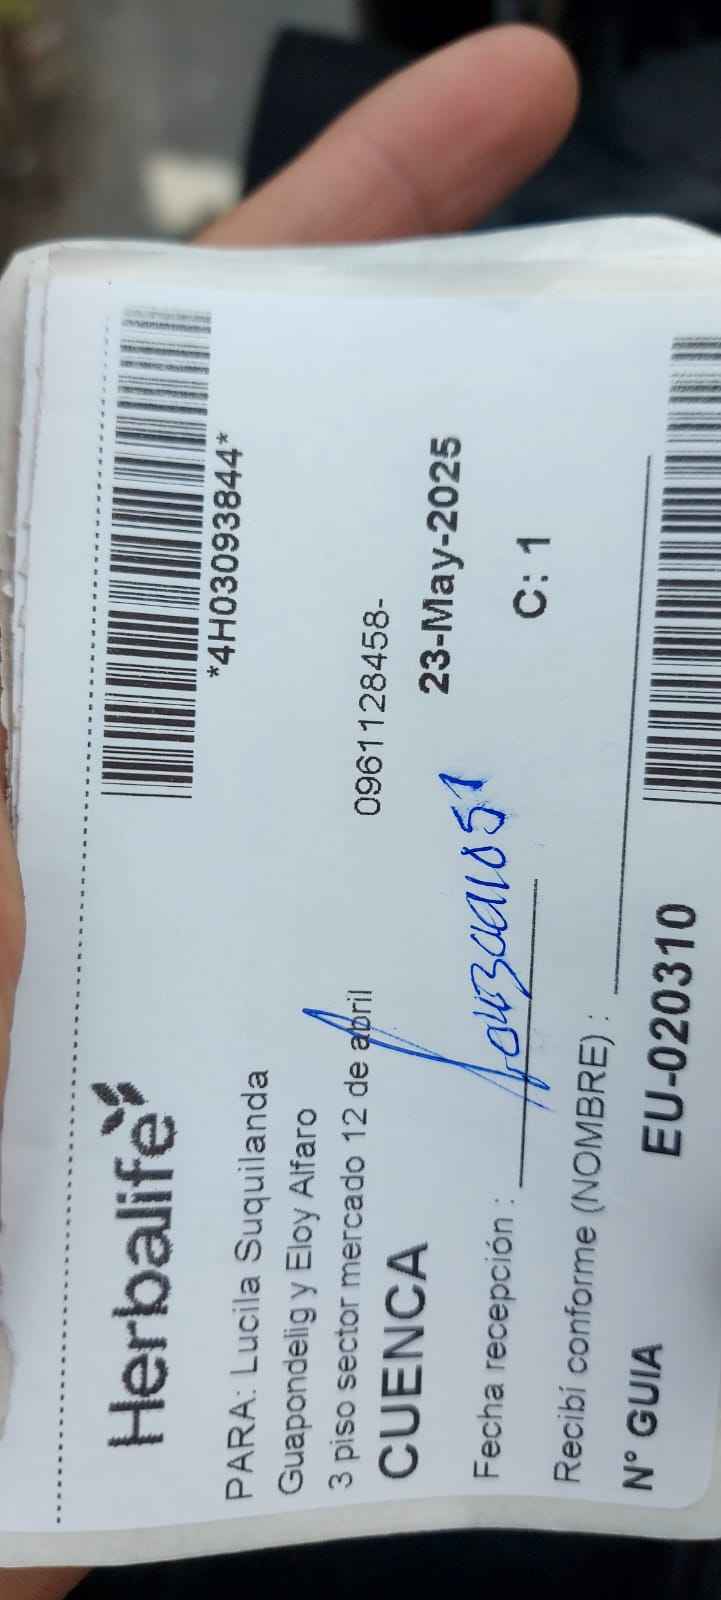 *4H03093844*
Herbalife
PARA: Lucila Suquilanda
Guapondelig y Eloy Alfaro
3 piso sector mercado 12 de abril
0961128458-
CUENCA
23-May-2025
Fecha recepción :
C: 1
Recibí conforme (NOMBRE) :
N° GUIA EU-020310